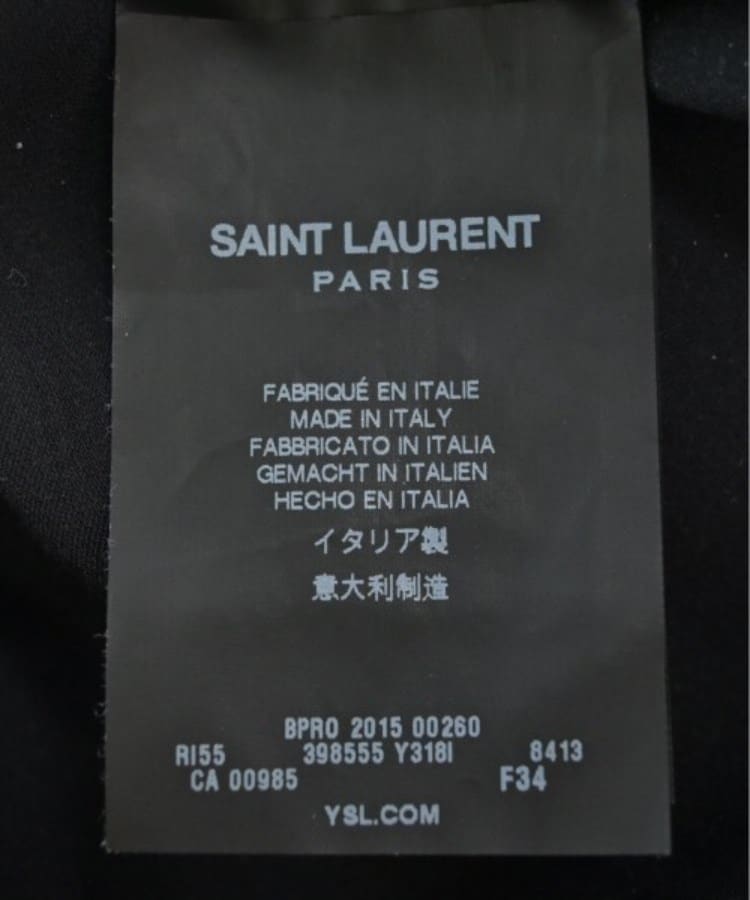 SAINT LAURENT
PARIS
FABRIQUÉ EN ITALIE
MADE IN ITALY
FABBRICATO IN ITALIA
GEMACHT IN ITALIEN
HECHO EN ITALIA
イタリア製
意大利制造
BPRO 2015 00260
RI55 398555 Y318I 8413
CA 00985 F34
YSL.COM